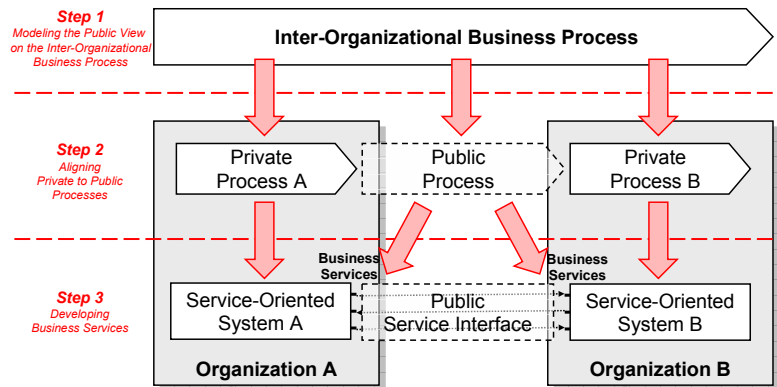 Step 1
Modeling the Public View
on the Inter-Organizational
Business Process
Inter-Organizational Business Process
Step 2
Aligning
Private to Public
Processes
Private
Process A
Public
Process
Private
Process B
Business
Services
Business
Services
Step 3
Developing
Business Services
Service-Oriented
System A
Public
Service Interface
Service-Oriented
System B
Organization A
Organization B